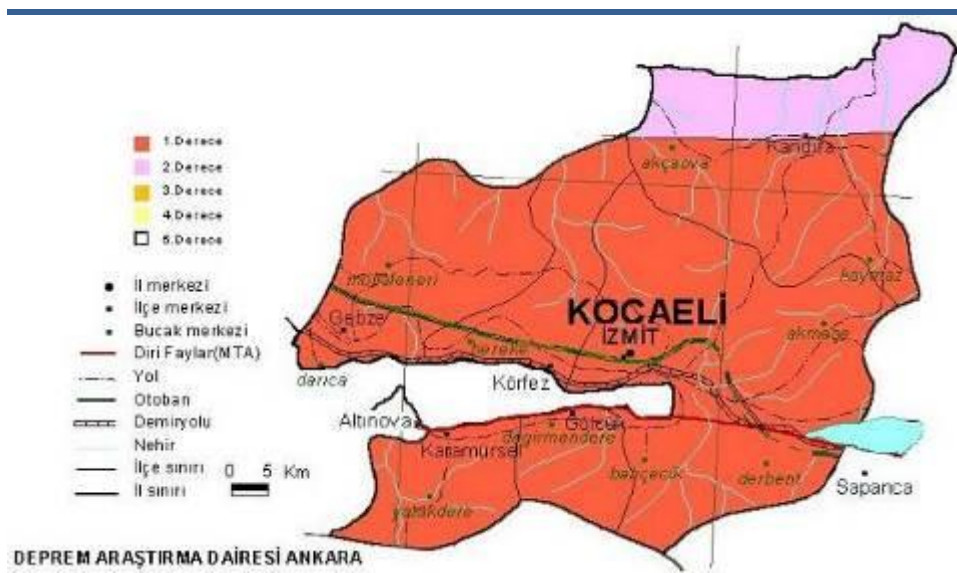 1.Derece
2.Derece
3.Derece
4.Derece
5.Derece
İl merkezi
İlçe merkezi
Bucak merkezi
Diri Faylar(MTA)
Yol
Otoban
Demiryolu
Nehir
İlçe sınırı
İl sınırı
0 5 Km
Kandıra
akçaova
kaymaz
KOCAELİ
İZMİT
akmeşe
Gebze
hereke
darıca
Körfez
Altınova
Gölcük
değirmendere
Karamürsel
bahçecik
derbent
Sapanca
yalakdere
DEPREM ARAŞTIRMA DAİRESİ ANKARA